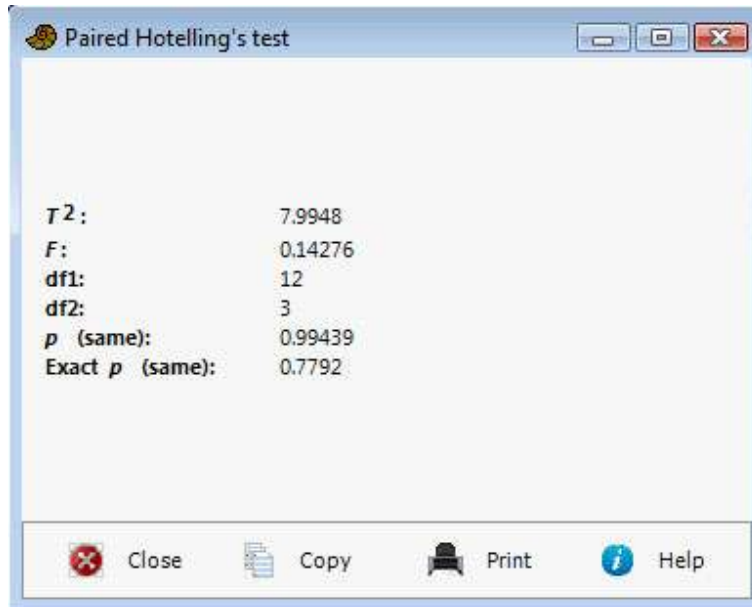 Paired Hotelling's test
T2: 7.9948
F: 0.14276
df1: 12
df2: 3
p (same): 0.99439
Exact p (same): 0.7792
Close Copy Print Help